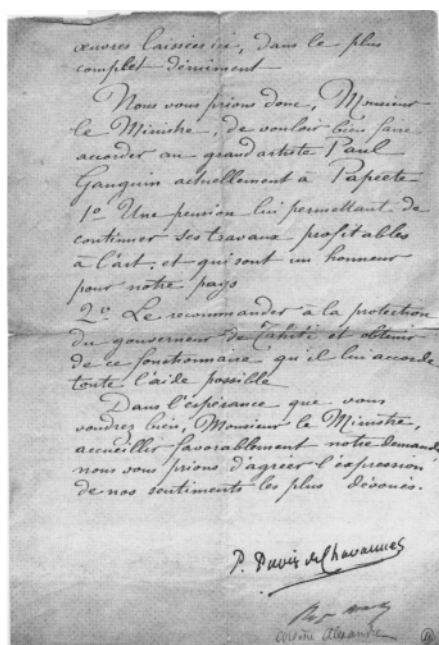 œuvres laissées ici, dans le plus
complet dénuiment
Nous vous prions donc, Monsieur
le Ministre, de vouloir bien faire
accorder au grand artiste Paul
Gauguin actuellement à Papeete
1º Une pension lui permettant de
continuer ses travaux profitables
à l'art, et qui sont un honneur
pour notre pays
2º Le recommander à la protection
du gouverneur de Tahiti et obtenir
de ce fonctionnaire qu'il lui accorde
toute l'aide possible
Dans l'espérance que vous
voudrez bien, Monsieur le Ministre,
accueillir favorablement notre demande
nous vous prions d'agréer l'expression
de nos sentiments les plus dévoués.
P. Puvis de Chavannes
Arsène Alexandre